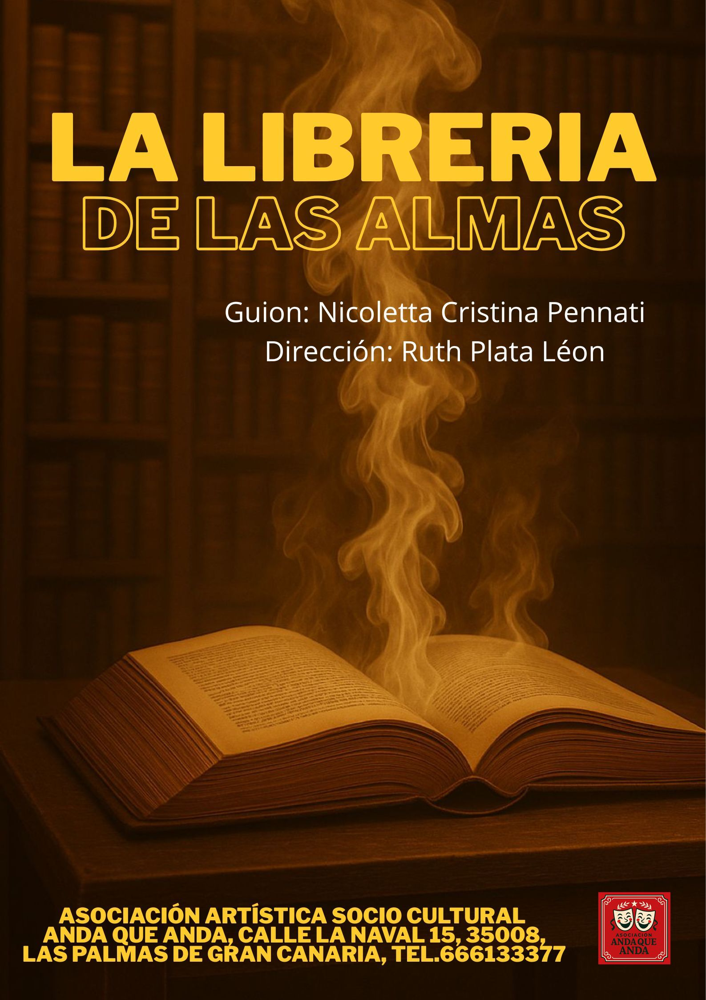 LA LIBRERIA
DE LAS ALMAS
Guion: Nicoletta Cristina Pennati
Dirección: Ruth Plata Léon
ASOCIACIÓN ARTÍSTICA SOCIO CULTURAL
ANDA QUE ANDA, CALLE LA NAVAL 15, 35008,
LAS PALMAS DE GRAN CANARIA, TEL.666133377
ASOCIACIÓN
ANDA QUE
ANDA